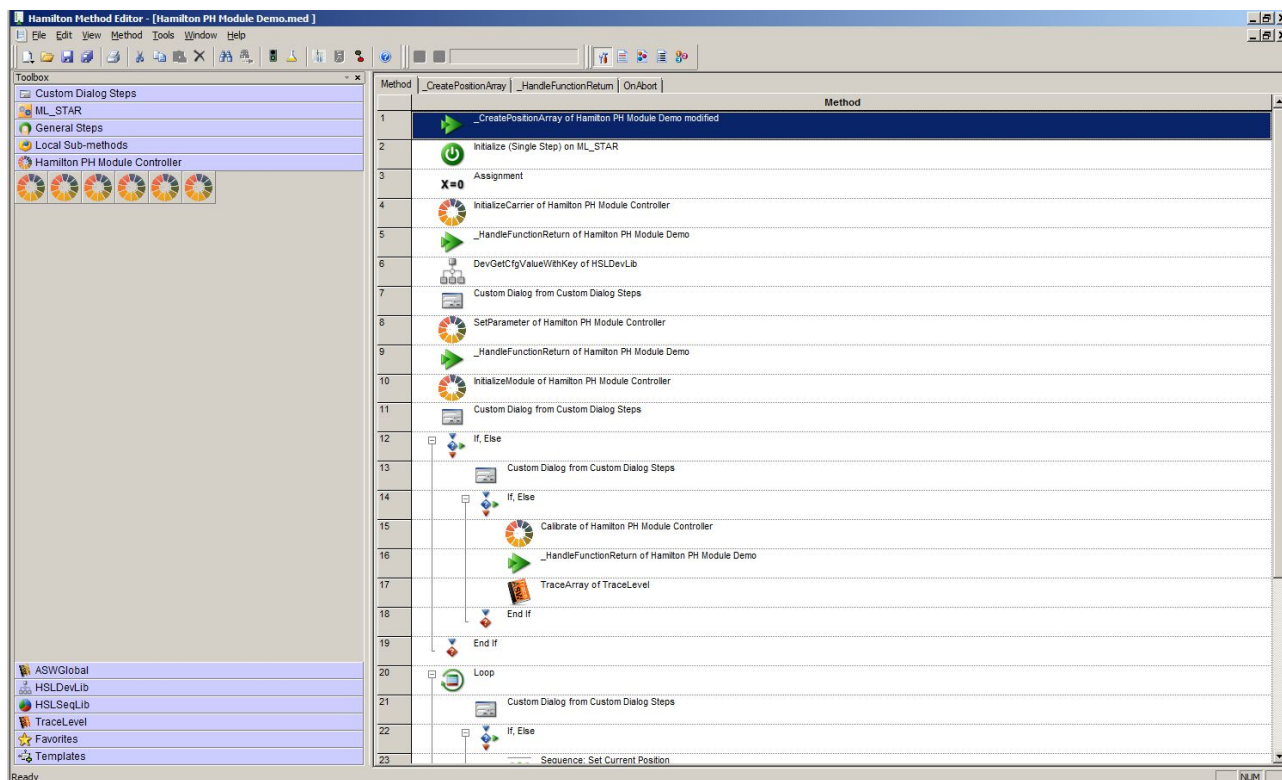 Hamilton Method Editor - [Hamilton PH Module Demo.med ]
File Edit View Method Tools Window Help
Toolbox
Custom Dialog Steps
ML_STAR
General Steps
Local Sub-methods
Hamilton PH Module Controller
ASWGlobal
HSLDevLib
HSLSeqLib
TraceLevel
Favorites
Templates
Method _CreatePositionArray _HandleFunctionReturn OnAbort
Method
1 _CreatePositionArray of Hamilton PH Module Demo modified
2 Initialize (Single Step) on ML_STAR
3 X=0 Assignment
4 InitializeCarrier of Hamilton PH Module Controller
5 _HandleFunctionReturn of Hamilton PH Module Demo
6 DevGetCfgValueWithKey of HSLDevLib
7 Custom Dialog from Custom Dialog Steps
8 SetParameter of Hamilton PH Module Controller
9 _HandleFunctionReturn of Hamilton PH Module Demo
10 InitializeModule of Hamilton PH Module Controller
11 Custom Dialog from Custom Dialog Steps
12 If, Else
13 Custom Dialog from Custom Dialog Steps
14 If, Else
15 Calibrate of Hamilton PH Module Controller
16 _HandleFunctionReturn of Hamilton PH Module Demo
17 TraceArray of TraceLevel
18 End If
19 End If
20 Loop
21 Custom Dialog from Custom Dialog Steps
22 If, Else
23 Sequence: Set Current Position
Ready
NUM